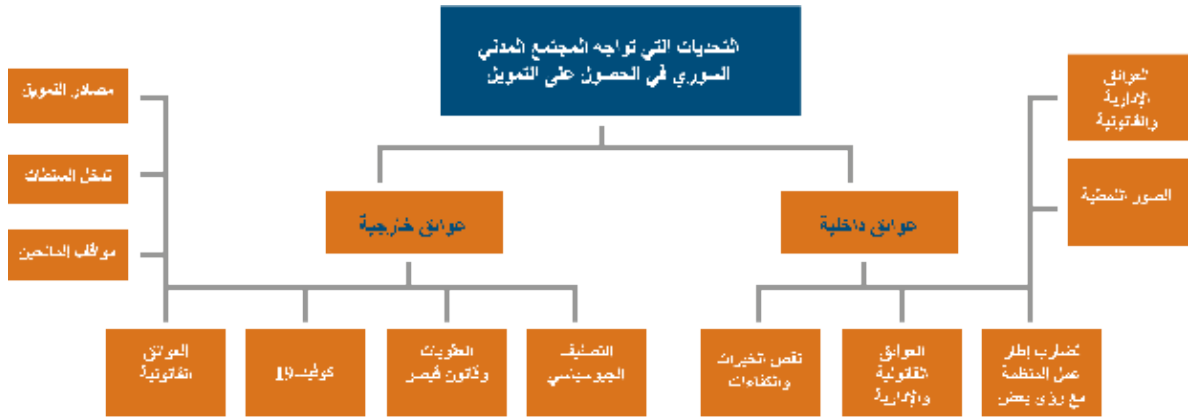 التحديات التي تواجه المجتمع المدني
السوري في الحصول على التمويل
العوائق
الإدارية
والقانونية
الصور النمطية
مصادر التمويل
تدخل السلطات
مواقف المانحين
عوائق داخلية
عوائق خارجية
تضارب إطار
عمل المنظمة
مع رؤى بعض
العوائق
القانونية
والإدارية
نقص الخبرات
والكفاءات
التصنيف
الجيوسياسي
العقوبات
وقانون قيصر
كوفيد-19
العوائق
القانونية